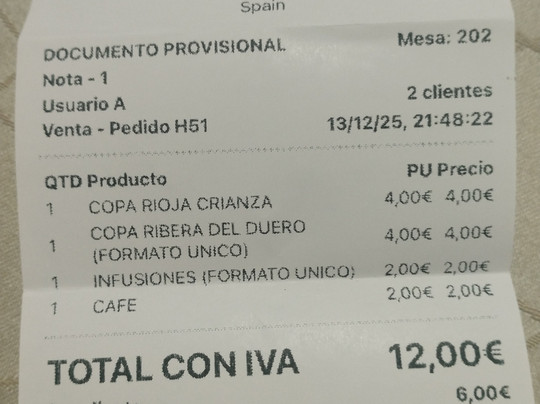 Spain
DOCUMENTO PROVISIONAL Mesa: 202
Nota - 1
Usuario A 2 clientes
Venta - Pedido H51 13/12/25, 21:48:22
QTD Producto PU Precio
1 COPA RIOJA CRIANZA 4,00€ 4,00€
1 COPA RIBERA DEL DUERO (FORMATO UNICO) 4,00€ 4,00€
1 INFUSIONES (FORMATO UNICO) 2,00€ 2,00€
1 CAFE 2,00€ 2,00€
TOTAL CON IVA 12,00€
6,00€